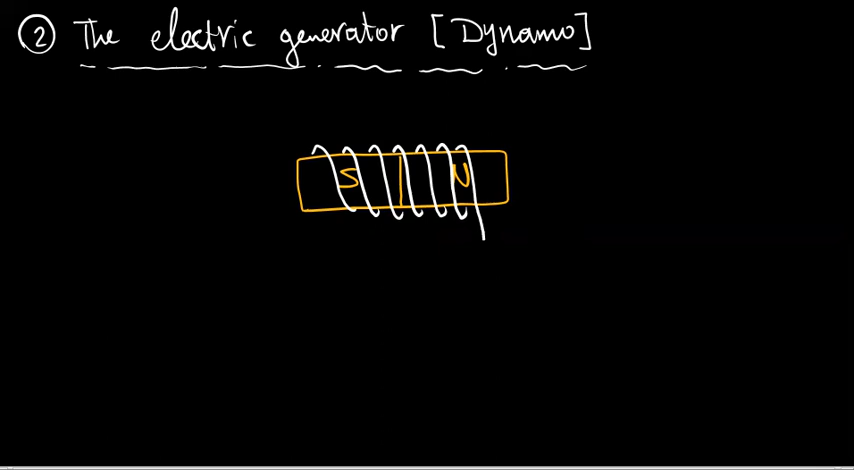 ② The electric generator [Dynamo]
S N